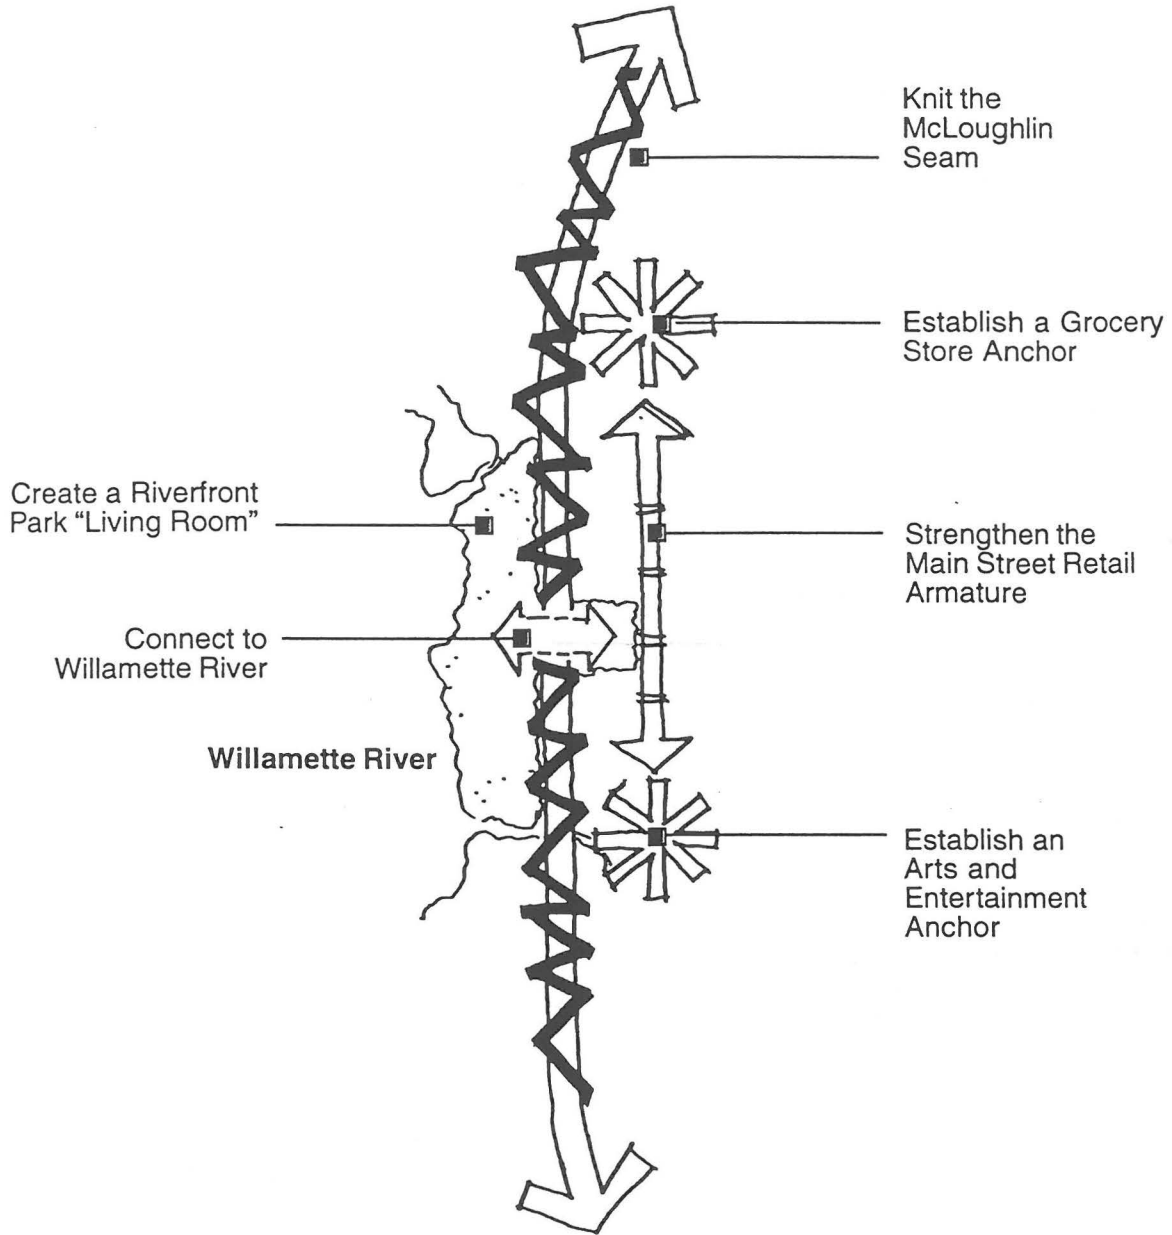 Knit the
McLoughlin
Seam
Establish a Grocery
Store Anchor
Create a Riverfront
Park “Living Room”
Strengthen the
Main Street Retail
Armature
Connect to
Willamette River
Willamette River
Establish an
Arts and
Entertainment
Anchor